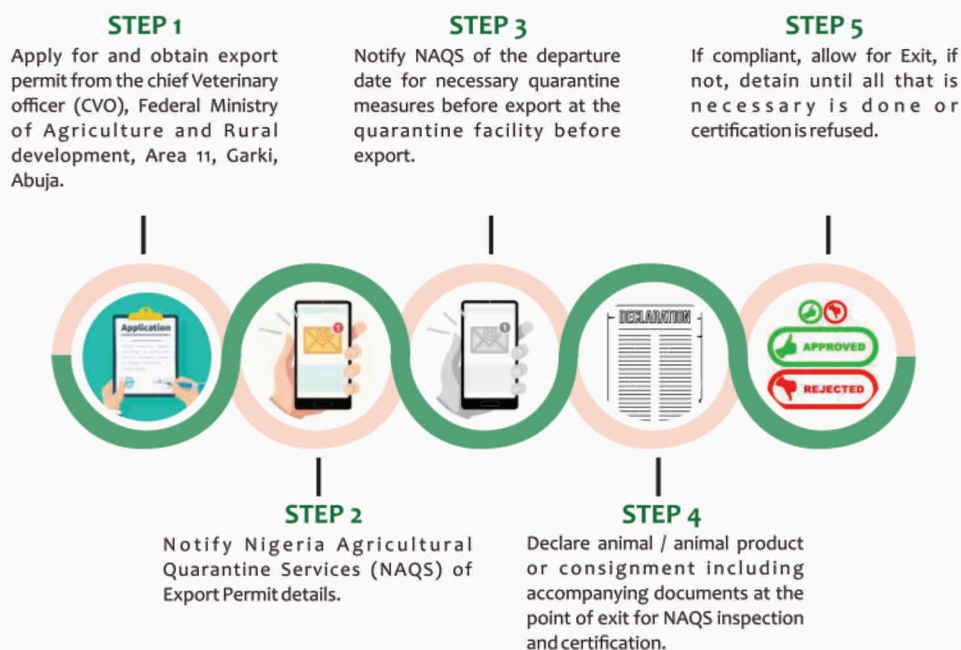 STEP 1
Apply for and obtain export
permit from the chief Veterinary
officer (CVO), Federal Ministry
of Agriculture and Rural
development, Area 11, Garki,
Abuja.
STEP 3
Notify NAQS of the departure
date for necessary quarantine
measures before export at the
quarantine facility before
export.
STEP 5
If compliant, allow for Exit, if
not, detain until all that is
necessary is done or
certification is refused.
Application
1
1
DECLARATION
APPROVED
REJECTED
STEP 2
Notify Nigeria Agricultural
Quarantine Services (NAQS) of
Export Permit details.
STEP 4
Declare animal / animal product
or consignment including
accompanying documents at the
point of exit for NAQS inspection
and certification.